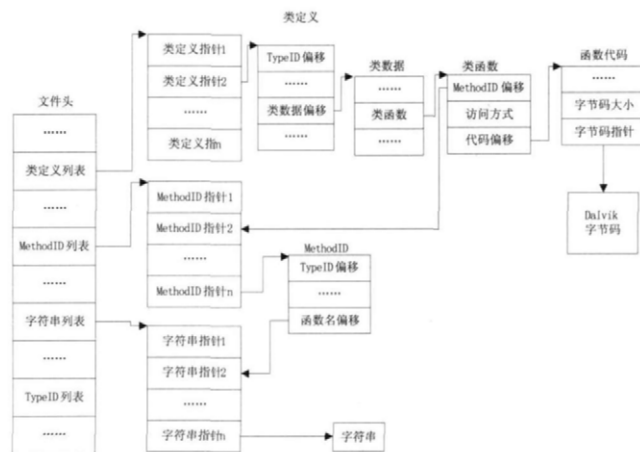 类定义
类定义指针1
类定义指针2
……
类定义指n
TypeID 偏移
……
类数据偏移
……
类数据
……
类函数
……
类函数
MethodID 偏移
访问方式
代码偏移
函数代码
……
字节码大小
字节码指针
Dalvik
字节码
文件头
……
类定义列表
……
MethodID 列表
……
字符串列表
……
TypeID 列表
……
MethodID 指针1
MethodID 指针2
……
MethodID 指针n
MethodID
TypeID 偏移
……
函数名偏移
字符串指针1
字符串指针2
……
字符串指针n
字符串